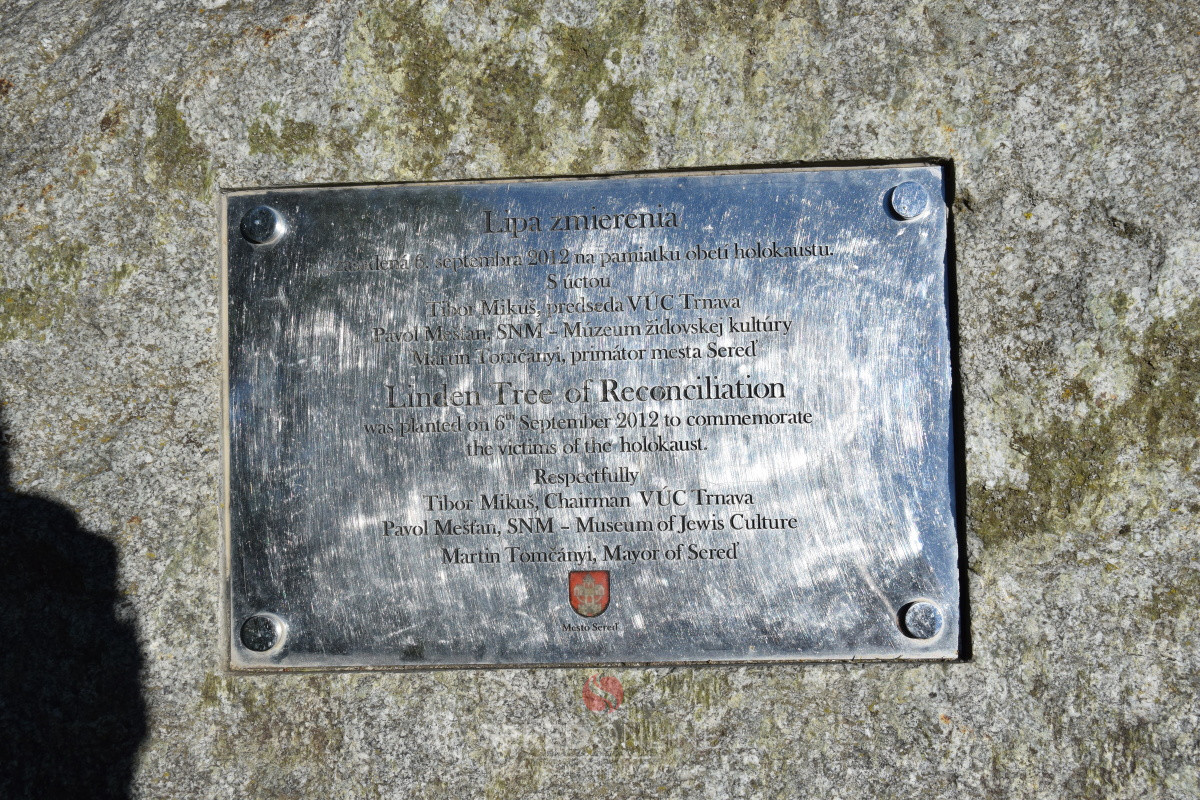 Lipa zmierenia
6. septembra 2012 na pamiatku obetí holokaustu.
S úctou
Tibor Mikuš, predseda VÚC Trnava
Pavol Mešťan, SNM – Múzeum židovskej kultúry
Martin Tomčányi, primátor mesta Sereď
Linden Tree of Reconciliation
was planted on 6th September 2012 to commemorate
the victims of the holokaust.
Respectfully
Tibor Mikuš, Chairman VÚC Trnava
Pavol Mešťan, SNM – Museum of Jewis Culture
Martin Tomčányi, Mayor of Sereď
Mesto Sereď